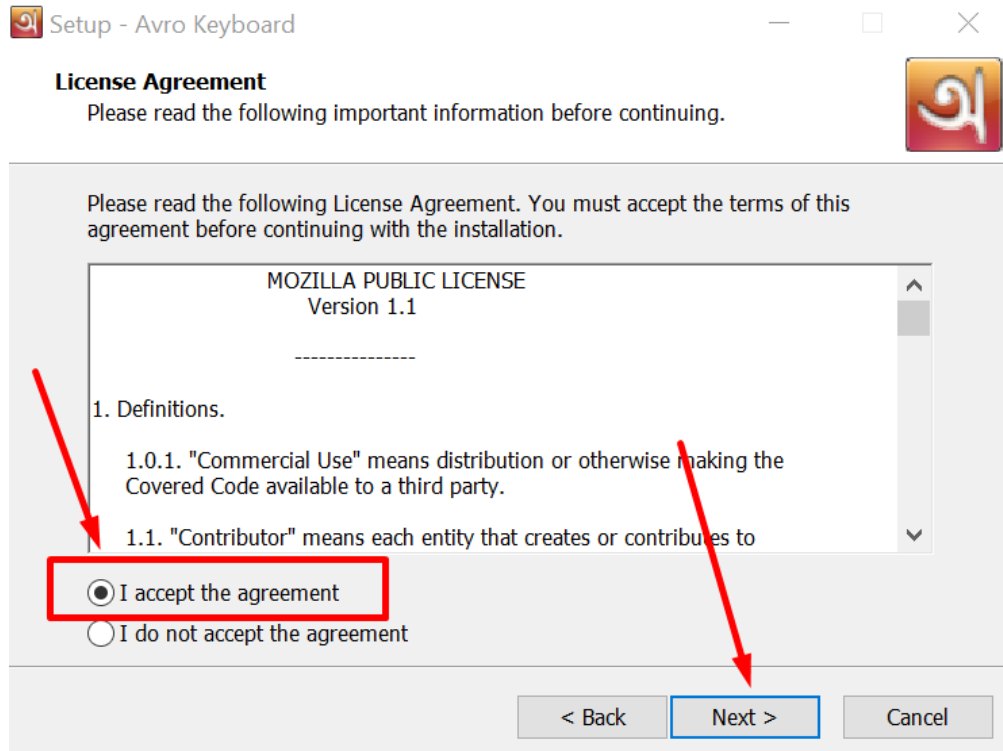 অ Setup - Avro Keyboard
License Agreement
Please read the following important information before continuing.
অ
Please read the following License Agreement. You must accept the terms of this
agreement before continuing with the installation.
MOZILLA PUBLIC LICENSE
Version 1.1
---------------
1. Definitions.
1.0.1. "Commercial Use" means distribution or otherwise making the
Covered Code available to a third party.
1.1. "Contributor" means each entity that creates or contributes to
I accept the agreement
I do not accept the agreement
< Back Next > Cancel